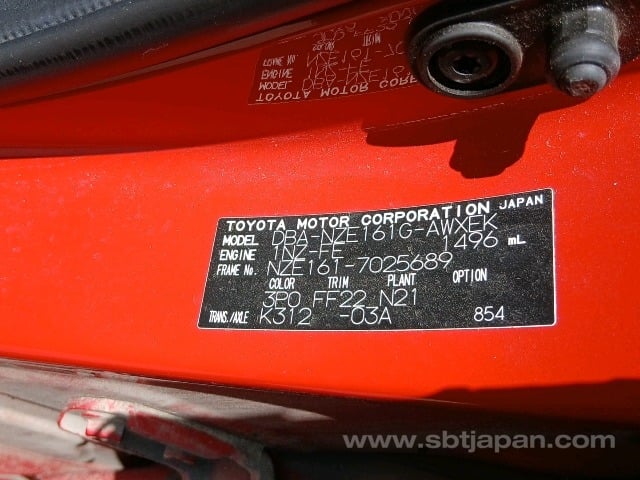 TOYOTA MOTOR CORPORATION JAPAN
MODEL DBA-NZE161G-AWXEK
ENGINE 1NZ-FE 1496 mL
FRAME No. NZE161-7025689
COLOR TRIM PLANT OPTION
3P0 FF22 N21
TRANS./AXLE K312 -03A 854
www.sbtjapan.com